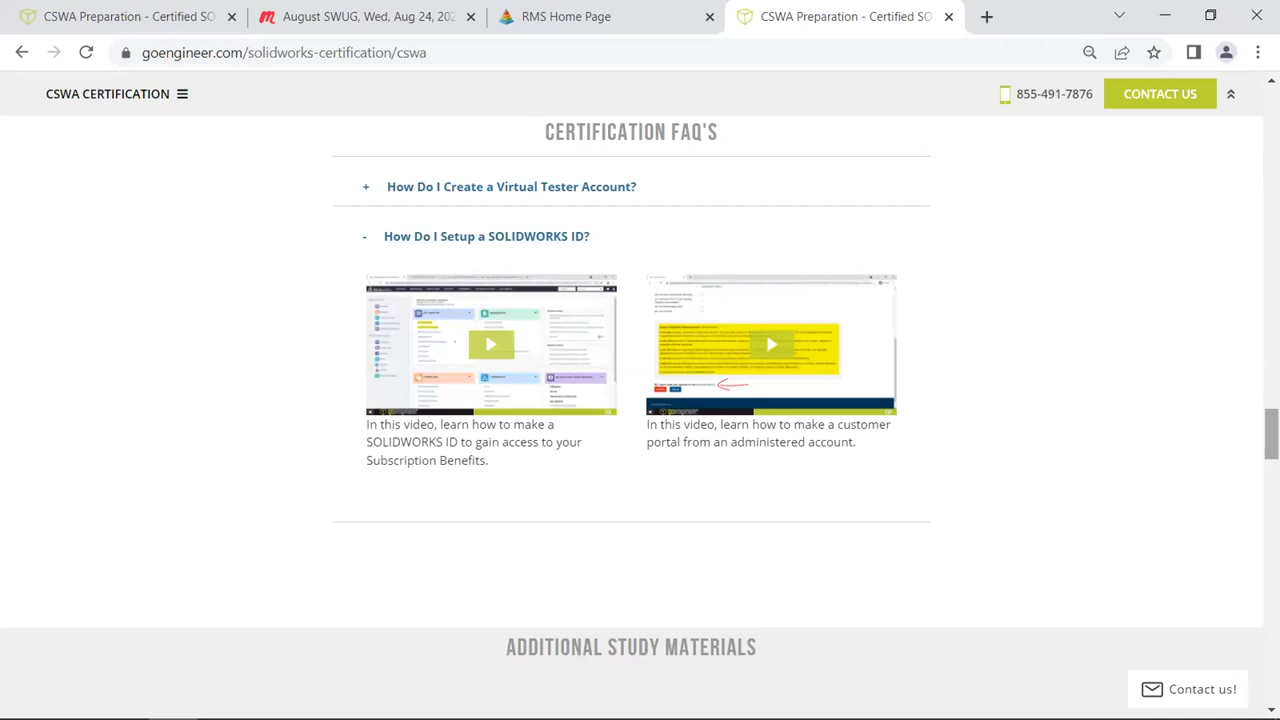 CSWA Preparation - Certified SO
August SWUG, Wed, Aug 24, 202
RMS Home Page
CSWA Preparation - Certified SO
goengineer.com/solidworks-certification/cswa
CSWA CERTIFICATION
855-491-7876
CONTACT US
CERTIFICATION FAQ'S
+ How Do I Create a Virtual Tester Account?
- How Do I Setup a SOLIDWORKS ID?
In this video, learn how to make a
SOLIDWORKS ID to gain access to your
Subscription Benefits.
In this video, learn how to make a customer
portal from an administered account.
ADDITIONAL STUDY MATERIALS
Contact us!